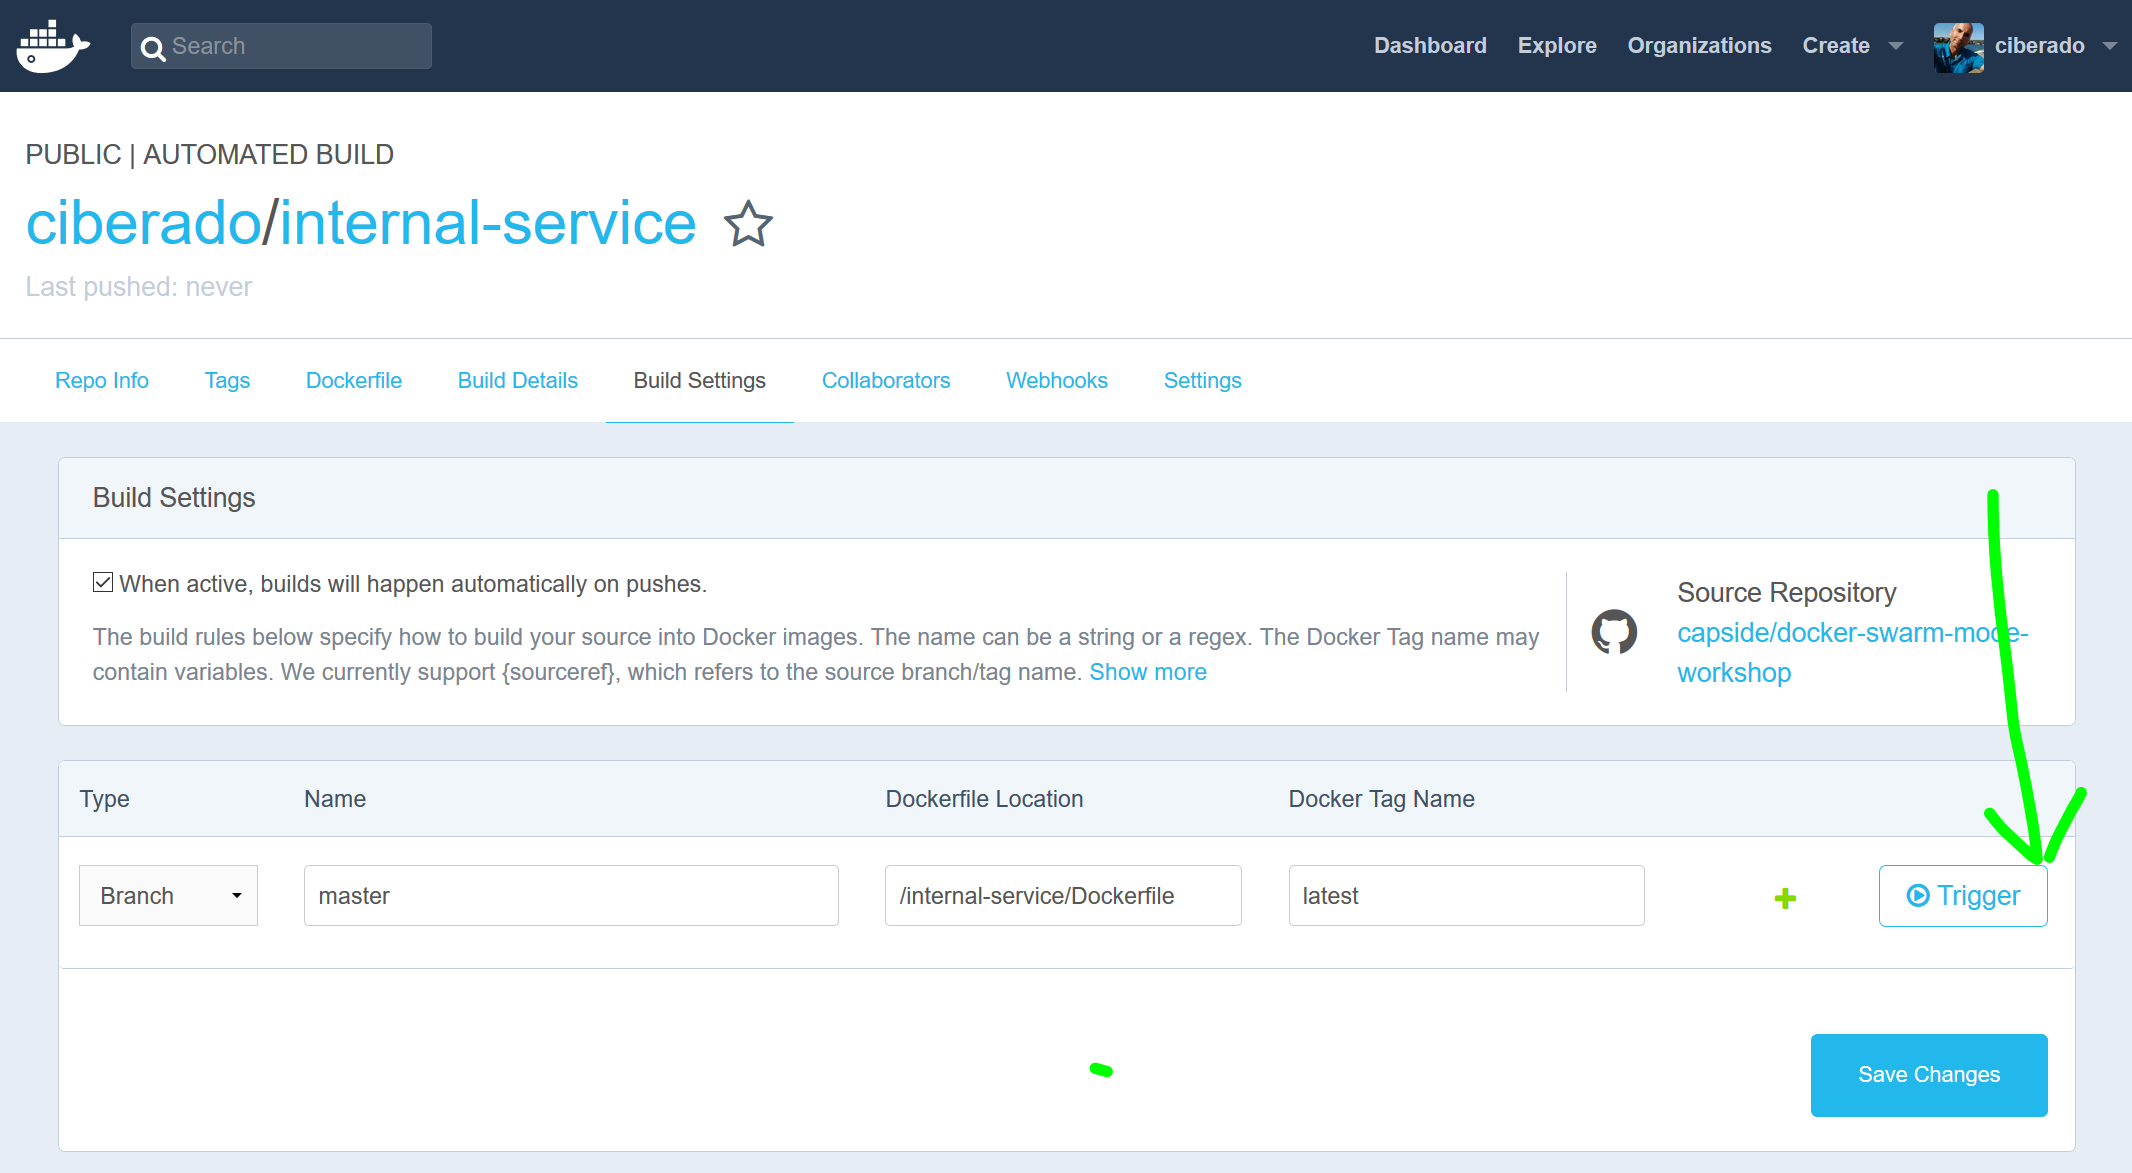 Search
Dashboard Explore Organizations Create ciberado
PUBLIC | AUTOMATED BUILD
ciberado/internal-service
Last pushed: never
Repo Info Tags Dockerfile Build Details Build Settings Collaborators Webhooks Settings
Build Settings
When active, builds will happen automatically on pushes.
The build rules below specify how to build your source into Docker images. The name can be a string or a regex. The Docker Tag name may
contain variables. We currently support {sourceref}, which refers to the source branch/tag name. Show more
Source Repository
capside/docker-swarm-mode-
workshop
Type Name Dockerfile Location Docker Tag Name
Branch master /internal-service/Dockerfile latest Trigger
Save Changes